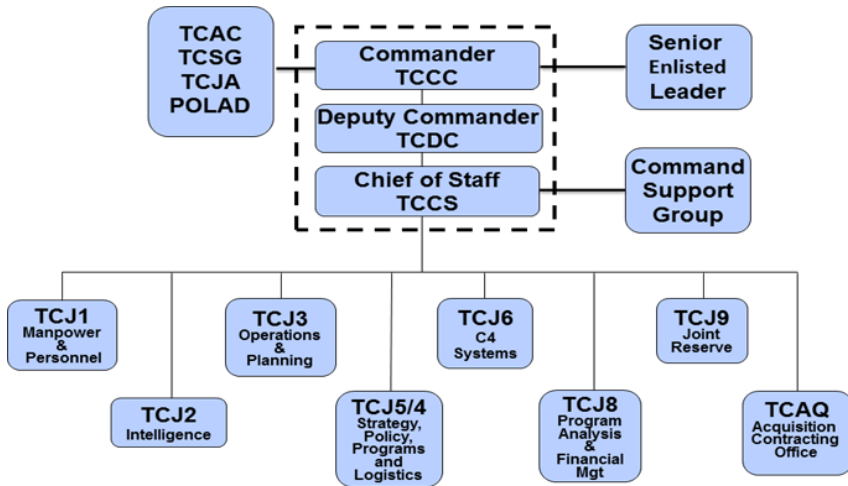 TCAC
TCSG
TCJA
POLAD
Commander
TCCC
Senior
Enlisted
Leader
Deputy Commander
TCDC
Chief of Staff
TCCS
Command
Support
Group
TCJ1
Manpower
&
Personnel
TCJ3
Operations
&
Planning
TCJ6
C4
Systems
TCJ9
Joint
Reserve
TCJ2
Intelligence
TCJ5/4
Strategy,
Policy,
Programs
and
Logistics
TCJ8
Program
Analysis
&
Financial
Mgt
TCAQ
Acquisition
Contracting
Office